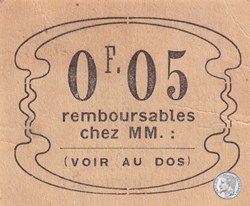 0F.05
remboursables
chez MM. :
(VOIR AU DOS)